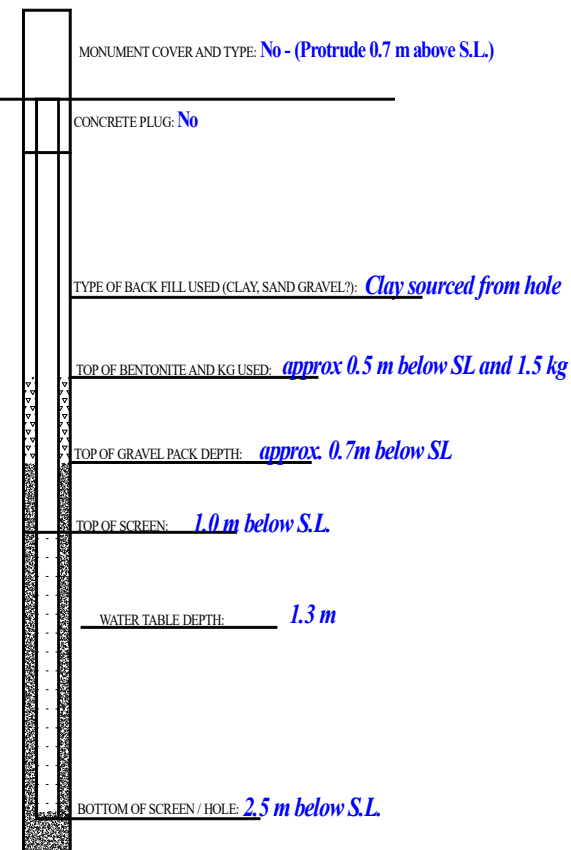 MONUMENT COVER AND TYPE: No - (Protrude 0.7 m above S.L.)
CONCRETE PLUG: No
TYPE OF BACK FILL USED (CLAY, SAND GRAVEL?): Clay sourced from hole
TOP OF BENTONITE AND KG USED: approx 0.5 m below SL and 1.5 kg
TOP OF GRAVEL PACK DEPTH: approx. 0.7m below SL
TOP OF SCREEN: 1.0 m below S.L.
WATER TABLE DEPTH: 1.3 m
BOTTOM OF SCREEN / HOLE: 2.5 m below S.L.